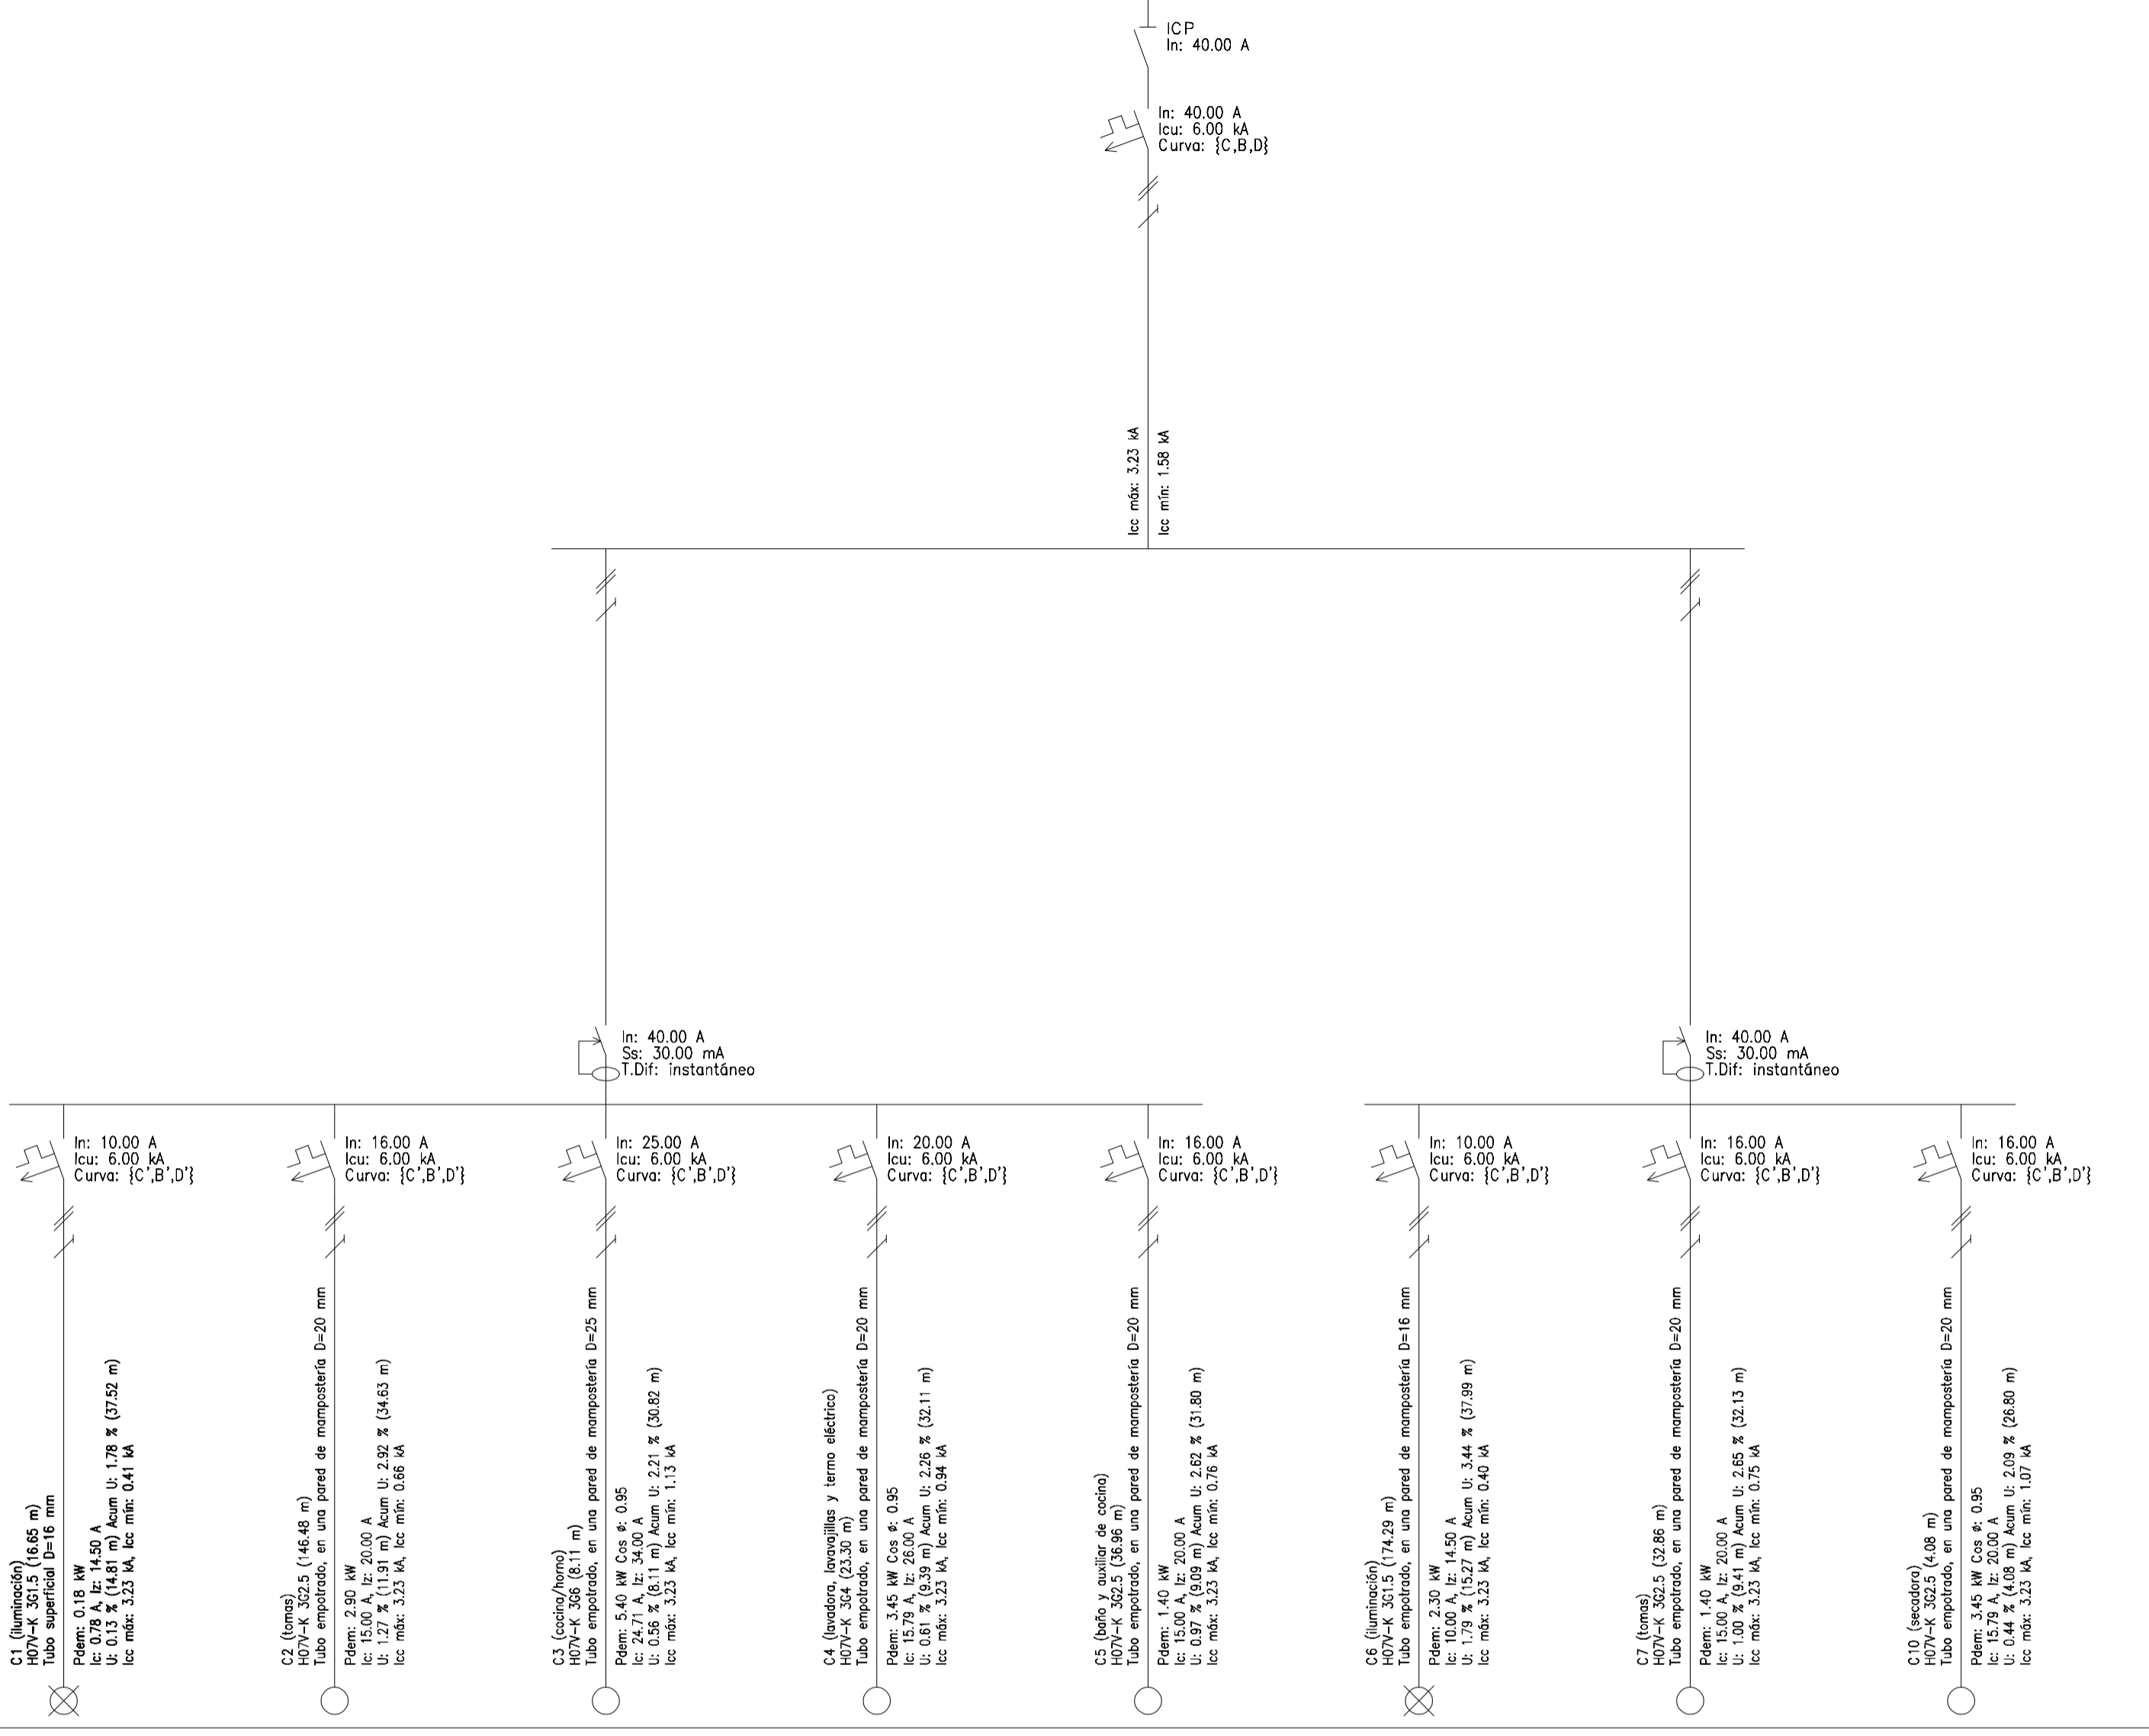 ICP
In: 40.00 A
In: 40.00 A
Icu: 6.00 kA
Curva: {C,B,D}
Icc máx: 3.23 kA
Icc mín: 1.58 kA
In: 40.00 A
Ss: 30.00 mA
T.Dif: instantáneo
In: 40.00 A
Ss: 30.00 mA
T.Dif: instantáneo
In: 10.00 A
Icu: 6.00 kA
Curva: {C',B',D'}
In: 16.00 A
Icu: 6.00 kA
Curva: {C',B',D'}
In: 25.00 A
Icu: 6.00 kA
Curva: {C',B',D'}
In: 20.00 A
Icu: 6.00 kA
Curva: {C',B',D'}
In: 16.00 A
Icu: 6.00 kA
Curva: {C',B',D'}
In: 10.00 A
Icu: 6.00 kA
Curva: {C',B',D'}
In: 16.00 A
Icu: 6.00 kA
Curva: {C',B',D'}
In: 16.00 A
Icu: 6.00 kA
Curva: {C',B',D'}
C1 (iluminación)
H07V-K 3G1.5 (16.65 m)
Tubo superficial D=16 mm
Pdem: 0.18 kW
Ic: 0.78 A, Iz: 14.50 A
U: 0.13 % (14.81 m) Acum U: 1.78 % (37.52 m)
Icc máx: 3.23 kA, Icc mín: 0.41 kA
C2 (tomas)
H07V-K 3G2.5 (146.48 m)
Tubo empotrado, en una pared de mampostería D=20 mm
Pdem: 2.90 kW
Ic: 15.00 A, Iz: 20.00 A
U: 1.27 % (11.91 m) Acum U: 2.92 % (34.63 m)
Icc máx: 3.23 kA, Icc mín: 0.66 kA
C3 (cocina/horno)
H07V-K 3G6 (8.11 m)
Tubo empotrado, en una pared de mampostería D=25 mm
Pdem: 5.40 kW Cos ø: 0.95
Ic: 24.71 A, Iz: 34.00 A
U: 0.56 % (8.11 m) Acum U: 2.21 % (30.82 m)
Icc máx: 3.23 kA, Icc mín: 1.13 kA
C4 (lavadora, lavavajillas y termo eléctrico)
H07V-K 3G4 (23.30 m)
Tubo empotrado, en una pared de mampostería D=20 mm
Pdem: 3.45 kW Cos ø: 0.95
Ic: 15.79 A, Iz: 26.00 A
U: 0.61 % (9.39 m) Acum U: 2.26 % (32.11 m)
Icc máx: 3.23 kA, Icc mín: 0.94 kA
C5 (baño y auxiliar de cocina)
H07V-K 3G2.5 (36.96 m)
Tubo empotrado, en una pared de mampostería D=20 mm
Pdem: 1.40 kW
Ic: 15.00 A, Iz: 20.00 A
U: 0.97 % (9.09 m) Acum U: 2.62 % (31.80 m)
Icc máx: 3.23 kA, Icc mín: 0.76 kA
C6 (iluminación)
H07V-K 3G1.5 (174.29 m)
Tubo empotrado, en una pared de mampostería D=16 mm
Pdem: 2.30 kW
Ic: 10.00 A, Iz: 14.50 A
U: 1.79 % (15.27 m) Acum U: 3.44 % (37.99 m)
Icc máx: 3.23 kA, Icc mín: 0.40 kA
C7 (tomas)
H07V-K 3G2.5 (32.86 m)
Tubo empotrado, en una pared de mampostería D=20 mm
Pdem: 1.40 kW
Ic: 15.00 A, Iz: 20.00 A
U: 1.00 % (9.41 m) Acum U: 2.65 % (32.13 m)
Icc máx: 3.23 kA, Icc mín: 0.75 kA
C10 (secadora)
H07V-K 3G2.5 (4.08 m)
Tubo empotrado, en una pared de mampostería D=20 mm
Pdem: 3.45 kW Cos ø: 0.95
Ic: 15.79 A, Iz: 20.00 A
U: 0.44 % (4.08 m) Acum U: 2.09 % (26.80 m)
Icc máx: 3.23 kA, Icc mín: 1.07 kA